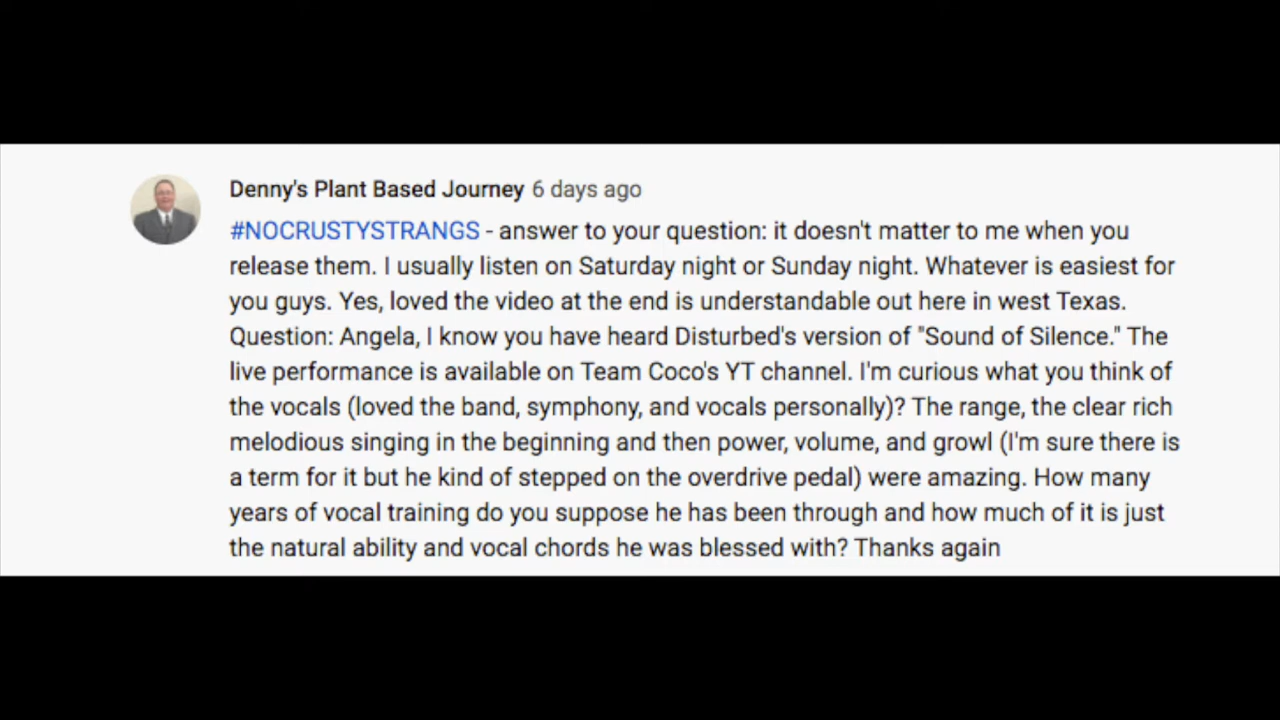 Denny's Plant Based Journey 6 days ago
#NOCRUSTYSTRANGS - answer to your question: it doesn't matter to me when you
release them. I usually listen on Saturday night or Sunday night. Whatever is easiest for
you guys. Yes, loved the video at the end is understandable out here in west Texas.
Question: Angela, I know you have heard Disturbed's version of "Sound of Silence." The
live performance is available on Team Coco's YT channel. I'm curious what you think of
the vocals (loved the band, symphony, and vocals personally)? The range, the clear rich
melodious singing in the beginning and then power, volume, and growl (I'm sure there is
a term for it but he kind of stepped on the overdrive pedal) were amazing. How many
years of vocal training do you suppose he has been through and how much of it is just
the natural ability and vocal chords he was blessed with? Thanks again